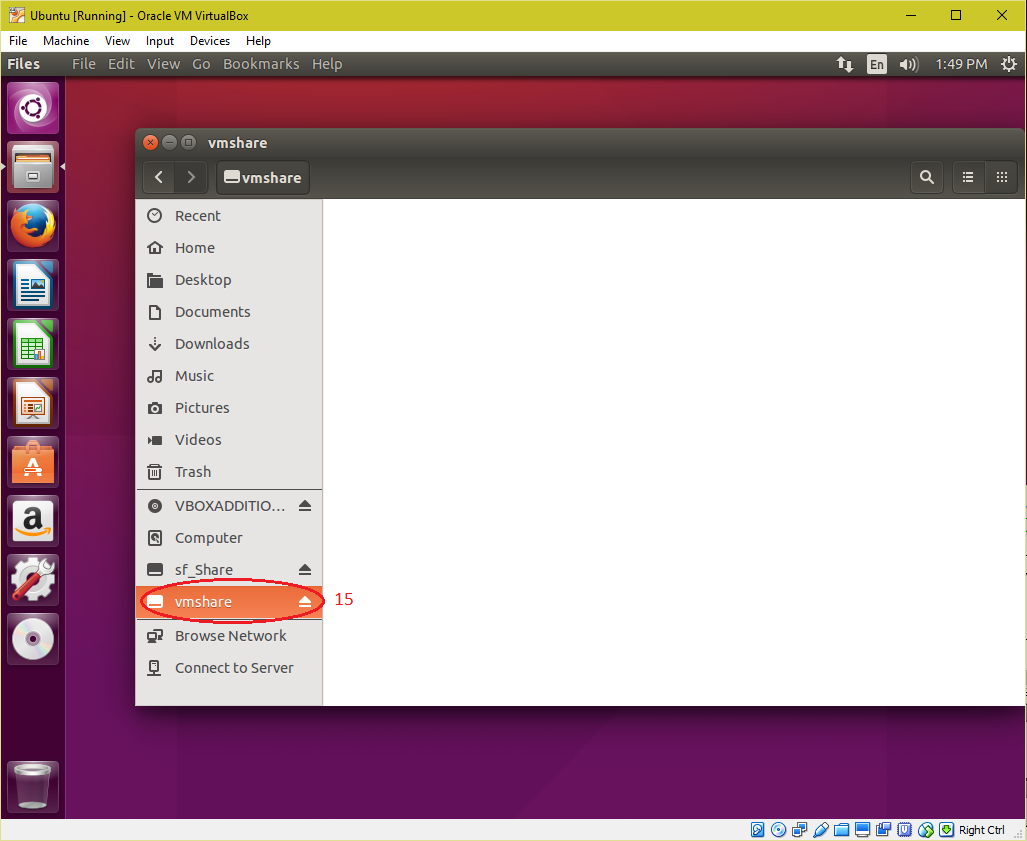 Ubuntu [Running] - Oracle VM VirtualBox
File Machine View Input Devices Help
Files File Edit View Go Bookmarks Help En 1:49 PM
vmshare
vmshare
Recent
Home
Desktop
Documents
Downloads
Music
Pictures
Videos
Trash
VBOXADDITIO...
Computer
sf_Share
vmshare 15
Browse Network
Connect to Server
a
Right Ctrl